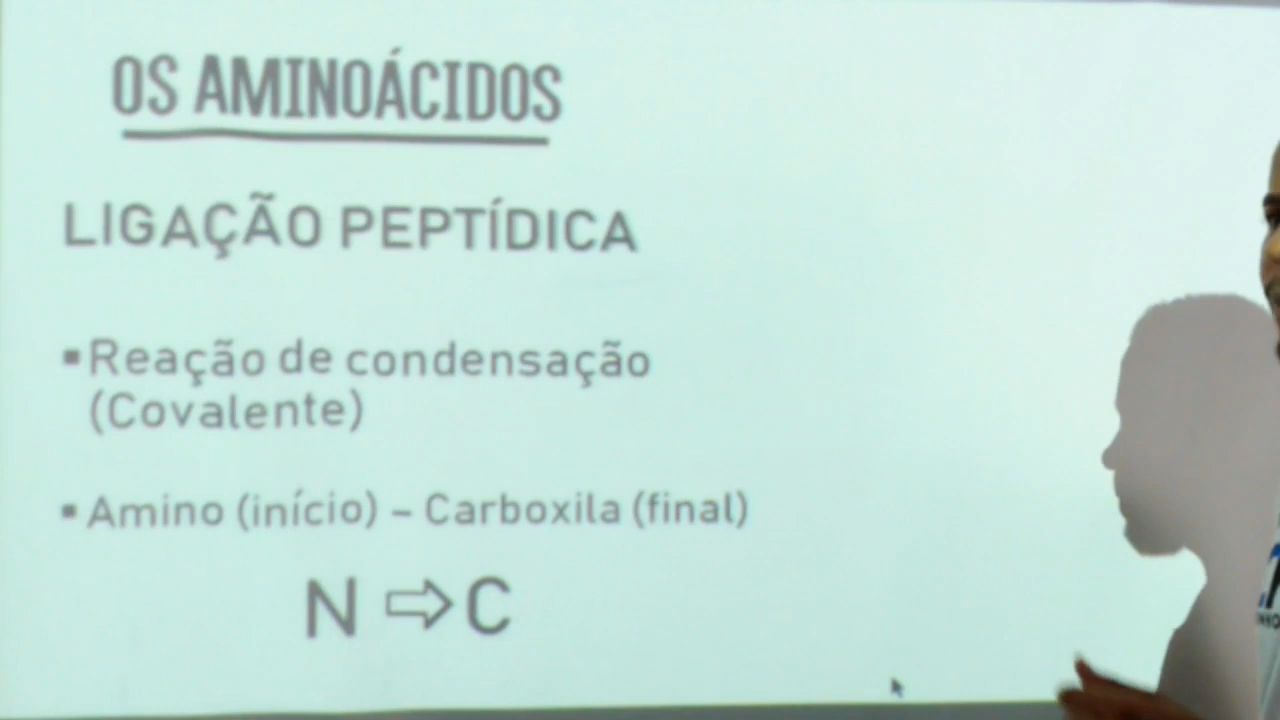 OS AMINOÁCIDOS
LIGAÇÃO PEPTÍDICA
▪Reação de condensação
(Covalente)
▪Amino (início) – Carboxila (final)
N ⇨ C